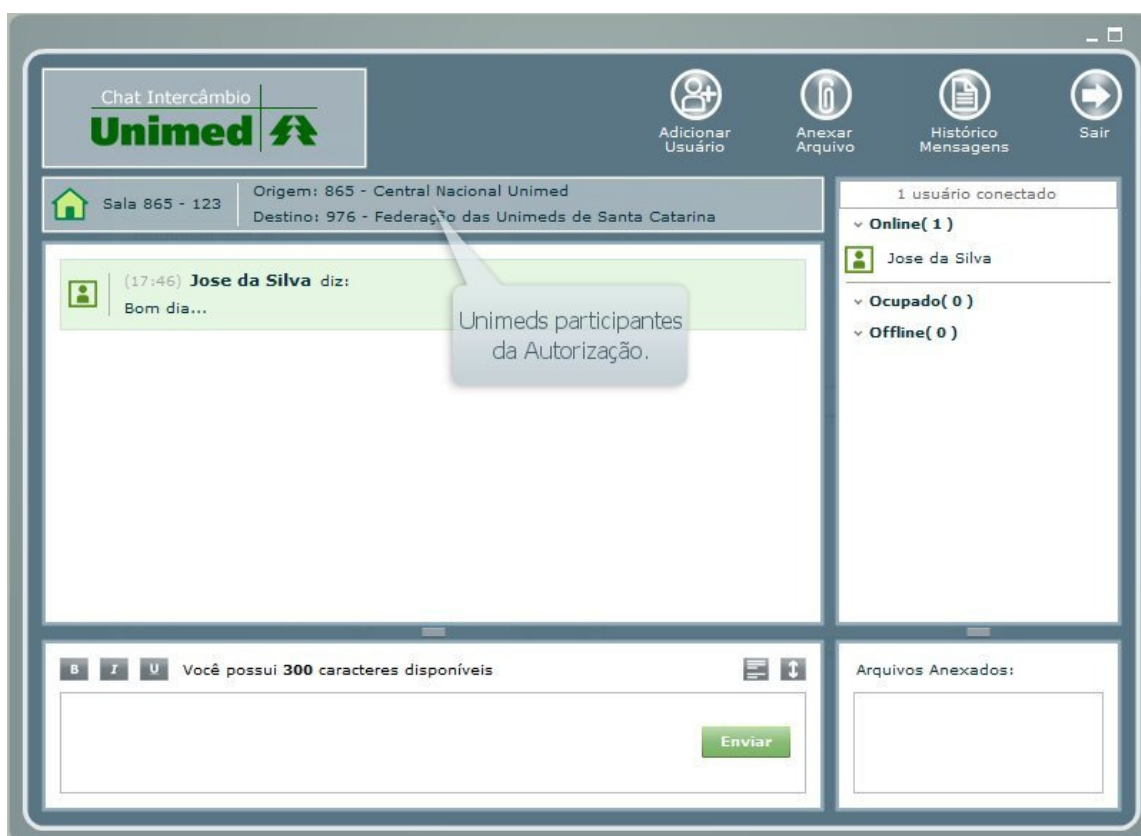 Chat Intercâmbio
Unimed
Adicionar
Usuário
Anexar
Arquivo
Histórico
Mensagens
Sair
Sala 865 - 123
Origem: 865 - Central Nacional Unimed
Destino: 976 - Federação das Unimeds de Santa Catarina
1 usuário conectado
Online( 1 )
Jose da Silva
Ocupado( 0 )
Offline( 0 )
(17:46) Jose da Silva diz:
Bom dia...
Unimeds participantes
da Autorização.
B I U Você possui 300 caracteres disponíveis
Enviar
Arquivos Anexados: